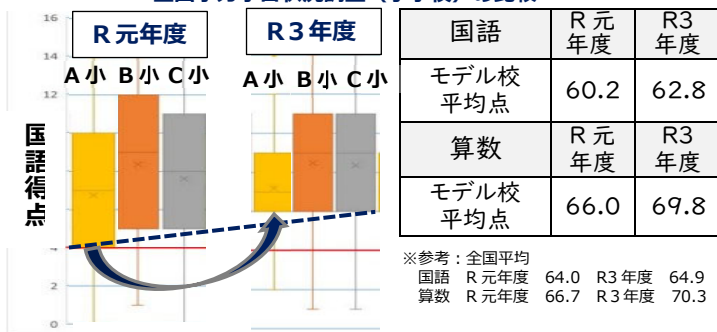 R元年度
R3年度
A小 B小 C小
A小 B小 C小
国語得点
16
14
12
4
2
0
国語 R元年度 R3年度
モデル校平均点 60.2 62.8
算数 R元年度 R3年度
モデル校平均点 66.0 69.8
※参考：全国平均
国語 R元年度 64.0 R3年度 64.9
算数 R元年度 66.7 R3年度 70.3